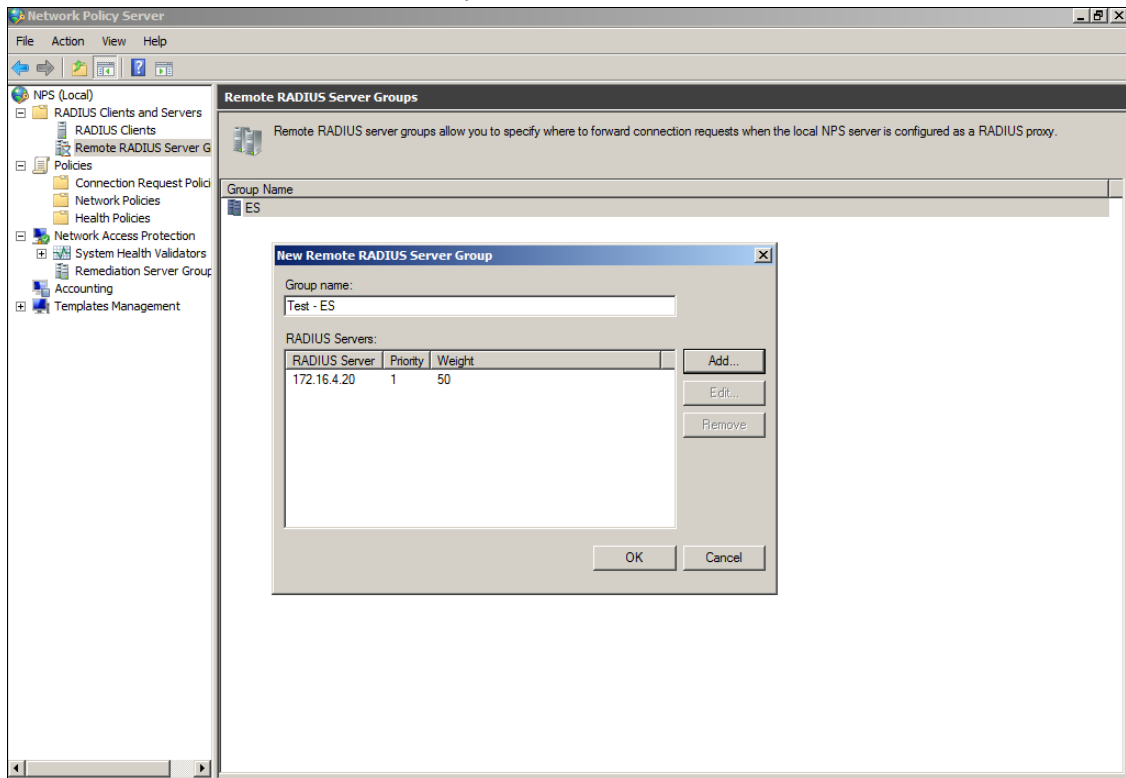 Network Policy Server
File Action View Help
NPS (Local)
RADIUS Clients and Servers
RADIUS Clients
Remote RADIUS Server G
Policies
Connection Request Polici
Network Policies
Health Policies
Network Access Protection
System Health Validators
Remediation Server Group
Accounting
Templates Management
Remote RADIUS Server Groups
Remote RADIUS server groups allow you to specify where to forward connection requests when the local NPS server is configured as a RADIUS proxy.
Group Name
ES
New Remote RADIUS Server Group
Group name:
Test - ES
RADIUS Servers:
RADIUS Server Priority Weight
172.16.4.20 1 50
Add...
Edit...
Remove
OK Cancel